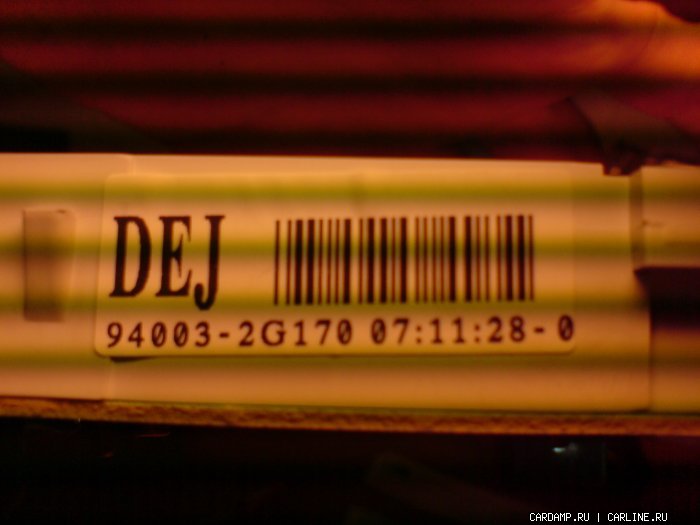 DEJ
94003-2G170 07:11:28-0
CARDAMP.RU | CARLINE.RU